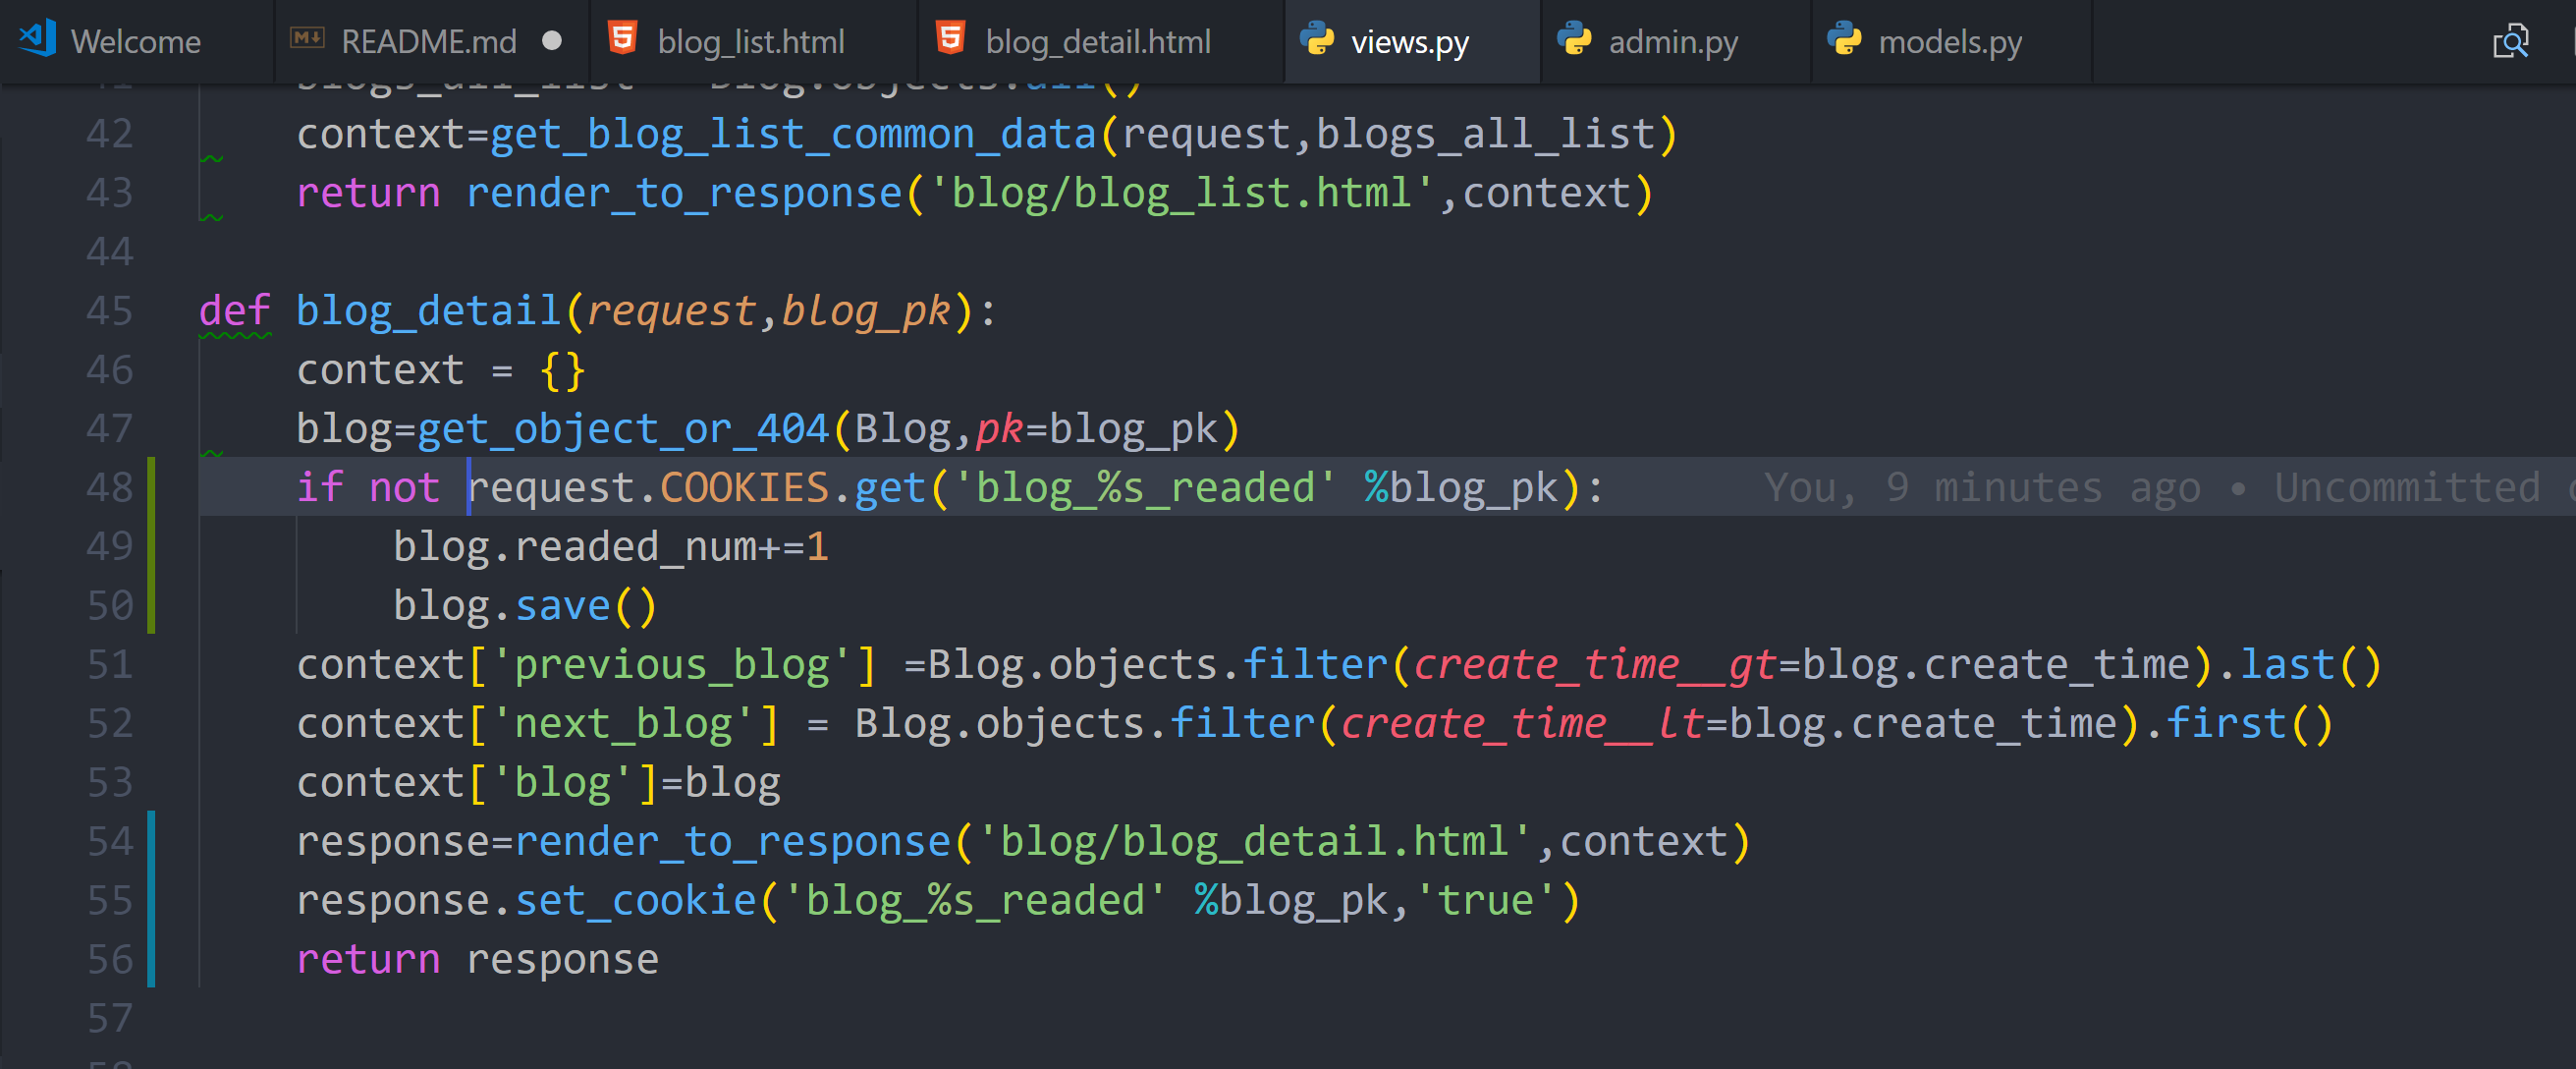 Welcome README.md blog_list.html blog_detail.html views.py admin.py models.py
42 context=get_blog_list_common_data(request,blogs_all_list)
43 return render_to_response('blog/blog_list.html',context)
44
45 def blog_detail(request,blog_pk):
46 context = {}
47 blog=get_object_or_404(Blog,pk=blog_pk)
48 if not request.COOKIES.get('blog_%s_readed' %blog_pk): You, 9 minutes ago • Uncommitted
49 blog.readed_num+=1
50 blog.save()
51 context['previous_blog'] =Blog.objects.filter(create_time__gt=blog.create_time).last()
52 context['next_blog'] = Blog.objects.filter(create_time__lt=blog.create_time).first()
53 context['blog']=blog
54 response=render_to_response('blog/blog_detail.html',context)
55 response.set_cookie('blog_%s_readed' %blog_pk,'true')
56 return response
57